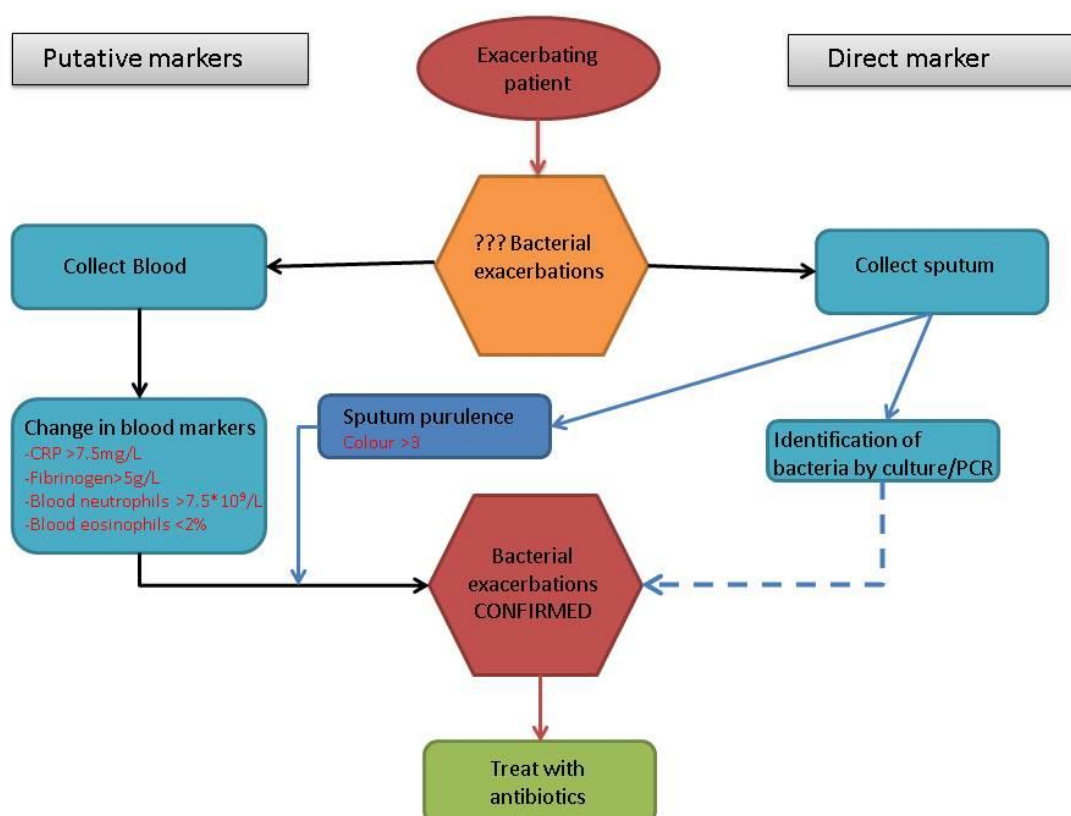 Putative markers
Exacerbating
patient
Direct marker
??? Bacterial
exacerbations
Collect Blood
Collect sputum
Change in blood markers
-CRP >7.5mg/L
-Fibrinogen>5g/L
-Blood neutrophils >7.5*10⁹/L
-Blood eosinophils <2%
Sputum purulence
Colour >3
Identification of
bacteria by culture/PCR
Bacterial
exacerbations
CONFIRMED
Treat with
antibiotics